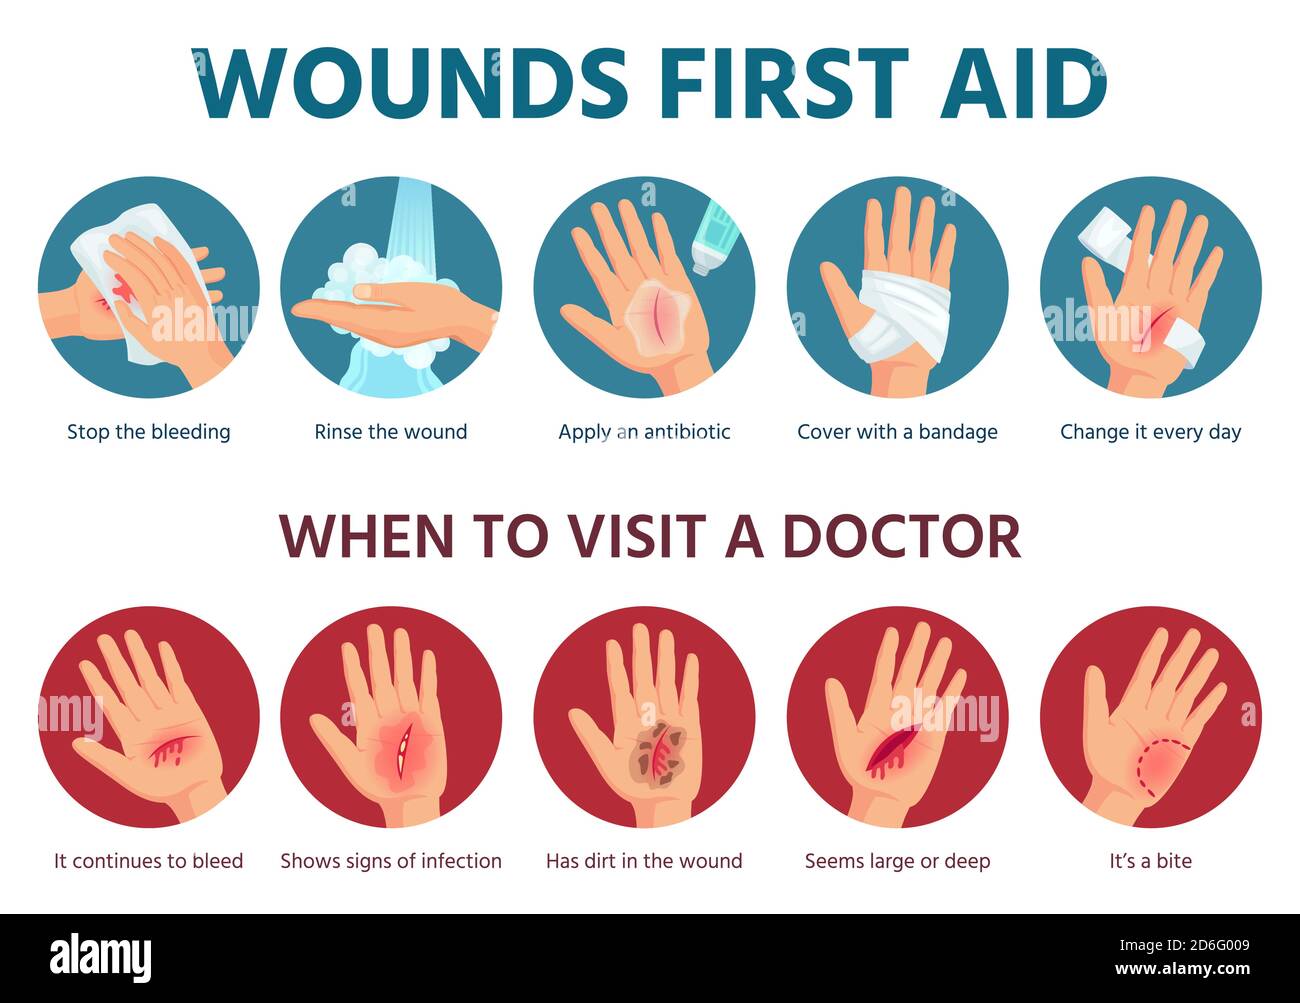 WOUNDS FIRST AID
Stop the bleeding
Rinse the wound
Apply an antibiotic
Cover with a bandage
Change it every day
WHEN TO VISIT A DOCTOR
It continues to bleed
Shows signs of infection
Has dirt in the wound
Seems large or deep
It's a bite
alamy
Image ID: 2D6G009
www.alamy.com